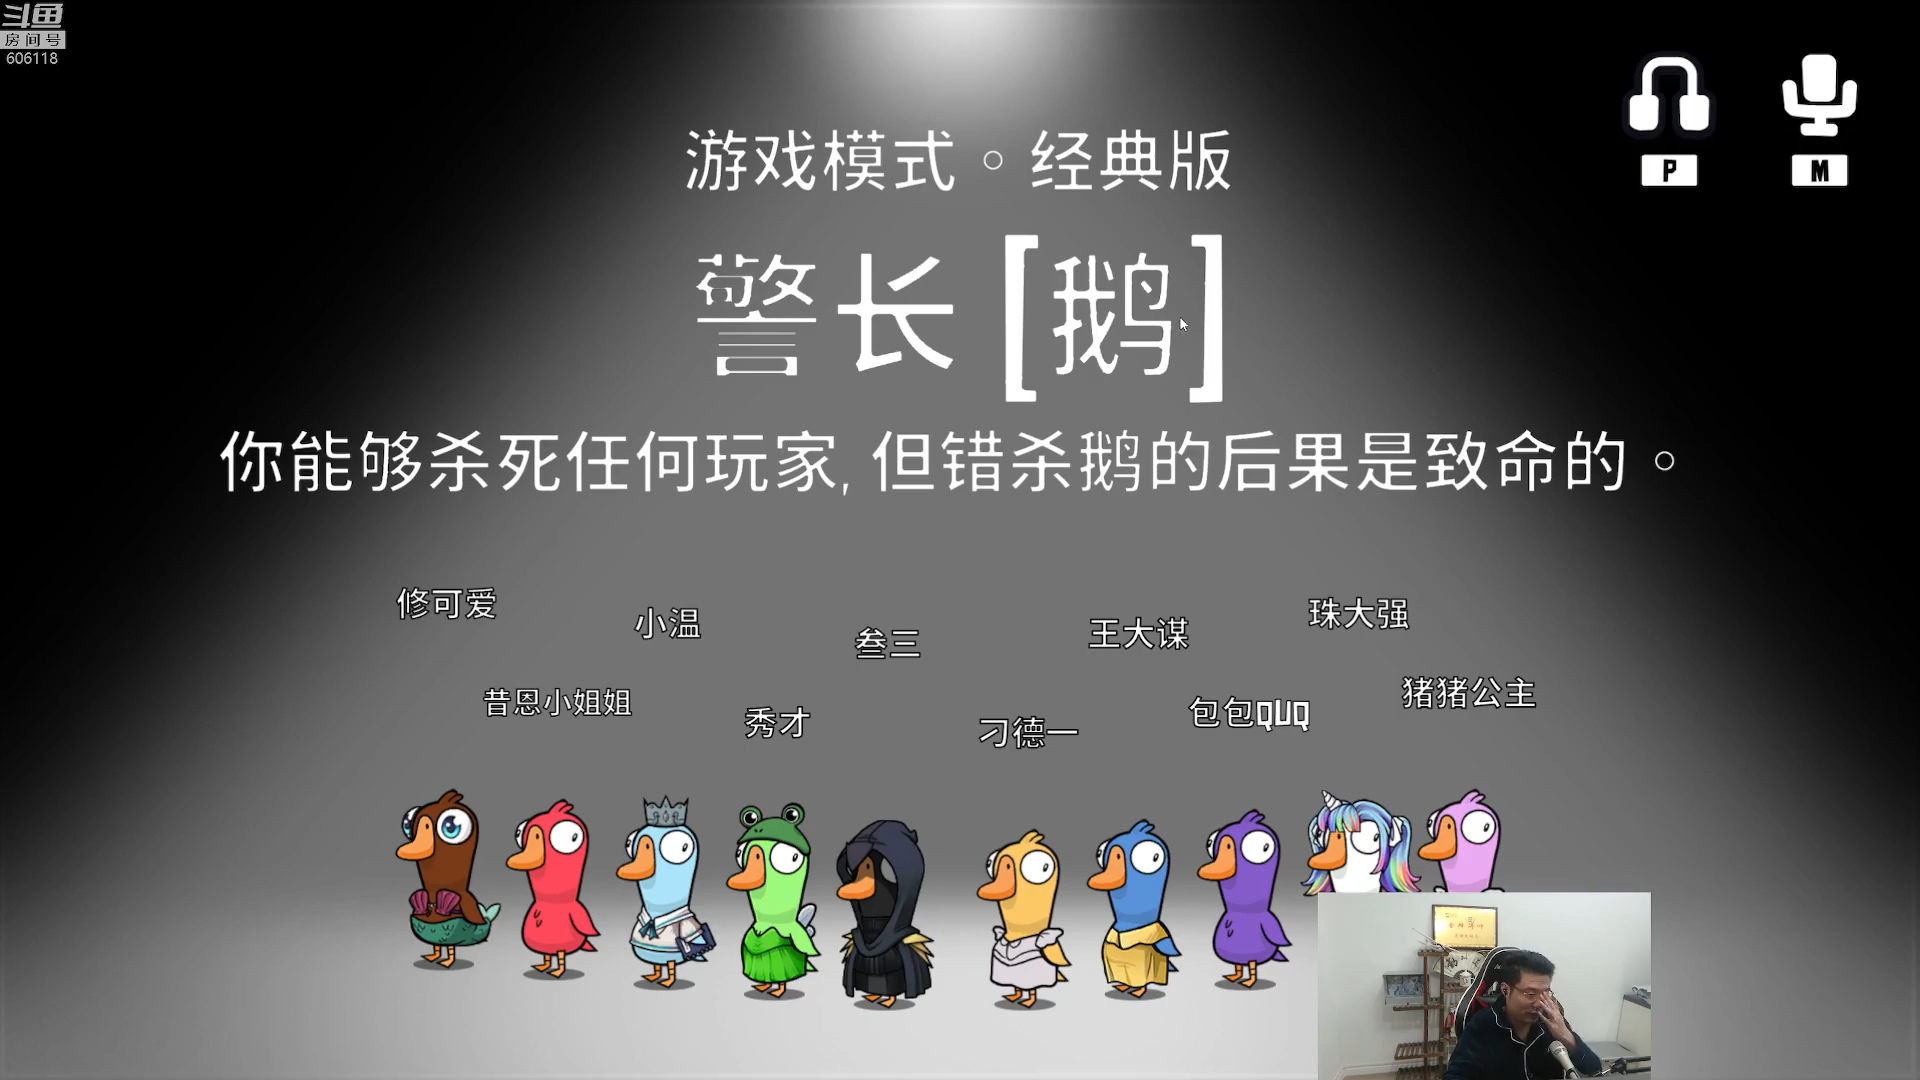 斗鱼
房间号
606118
P M
游戏模式。经典版
警长 [鹅]
你能够杀死任何玩家, 但错杀鹅的后果是致命的。
修可爱
小温
叁三
王大谋
珠大强
昔恩小姐姐
秀才
刁德一
包包QUQ
猪猪公主